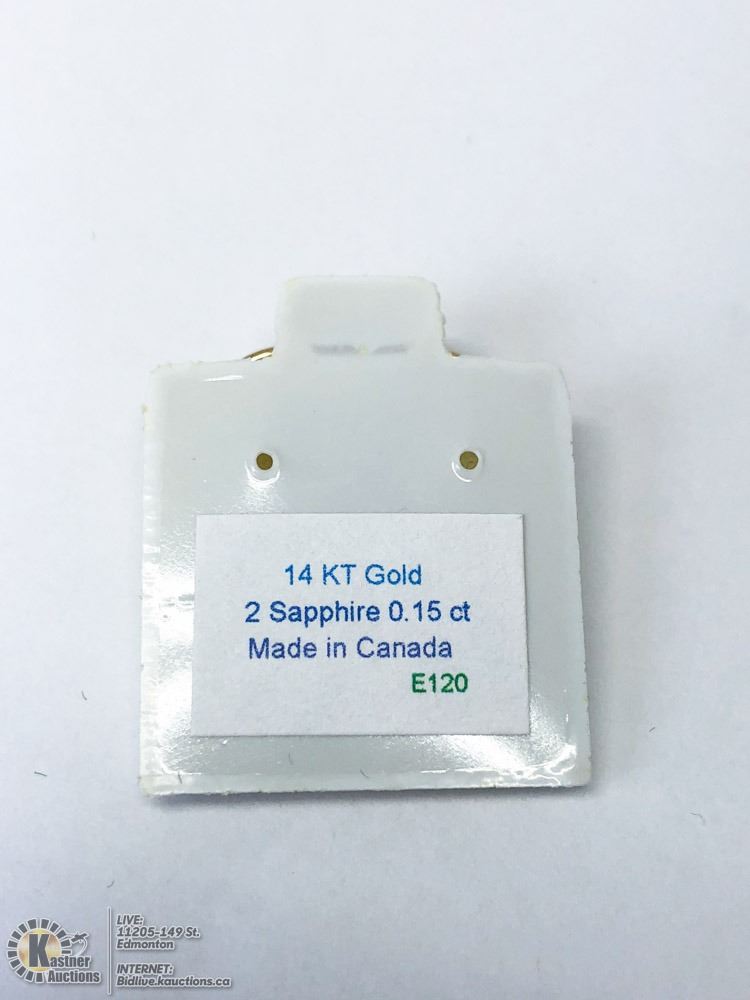 14 KT Gold
2 Sapphire 0.15 ct
Made in Canada
E120
Kastner
Auctions
LIVE:
11205-149 St.
Edmonton
INTERNET:
Bidlive.kauctions.ca